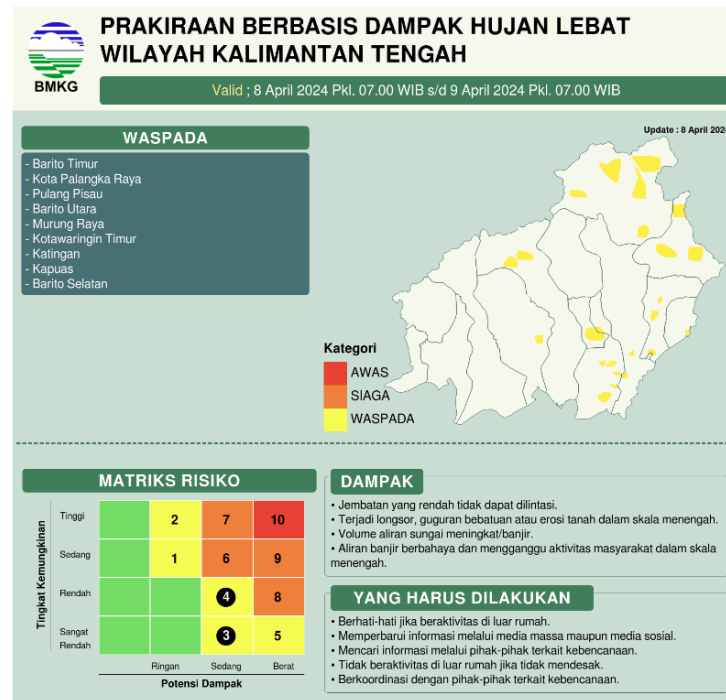 PRAKIRAAN BERBASIS DAMPAK HUJAN LEBAT
WILAYAH KALIMANTAN TENGAH
BMKG
Valid ; 8 April 2024 Pkl. 07.00 WIB s/d 9 April 2024 Pkl. 07.00 WIB
WASPADA
- Barito Timur
- Kota Palangka Raya
- Pulang Pisau
- Barito Utara
- Murung Raya
- Kotawaringin Timur
- Katingan
- Kapuas
- Barito Selatan
Update : 8 April 2024
Kategori
AWAS
SIAGA
WASPADA
MATRIKS RISIKO
Tingkat Kemungkinan
Tinggi
2 7 10
Sedang
1 6 9
Rendah
4 8
Sangat
Rendah
3 5
Ringan Sedang Berat
Potensi Dampak
DAMPAK
• Jembatan yang rendah tidak dapat dilintasi.
• Terjadi longsor, guguran bebatuan atau erosi tanah dalam skala menengah.
• Volume aliran sungai meningkat/banjir.
• Aliran banjir berbahaya dan mengganggu aktivitas masyarakat dalam skala
menengah.
YANG HARUS DILAKUKAN
• Berhati-hati jika beraktivitas di luar rumah.
• Memperbarui informasi melalui media massa maupun media sosial.
• Mencari informasi melalui pihak-pihak terkait kebencanaan.
• Tidak beraktivitas di luar rumah jika tidak mendesak.
• Berkoordinasi dengan pihak-pihak terkait kebencanaan.